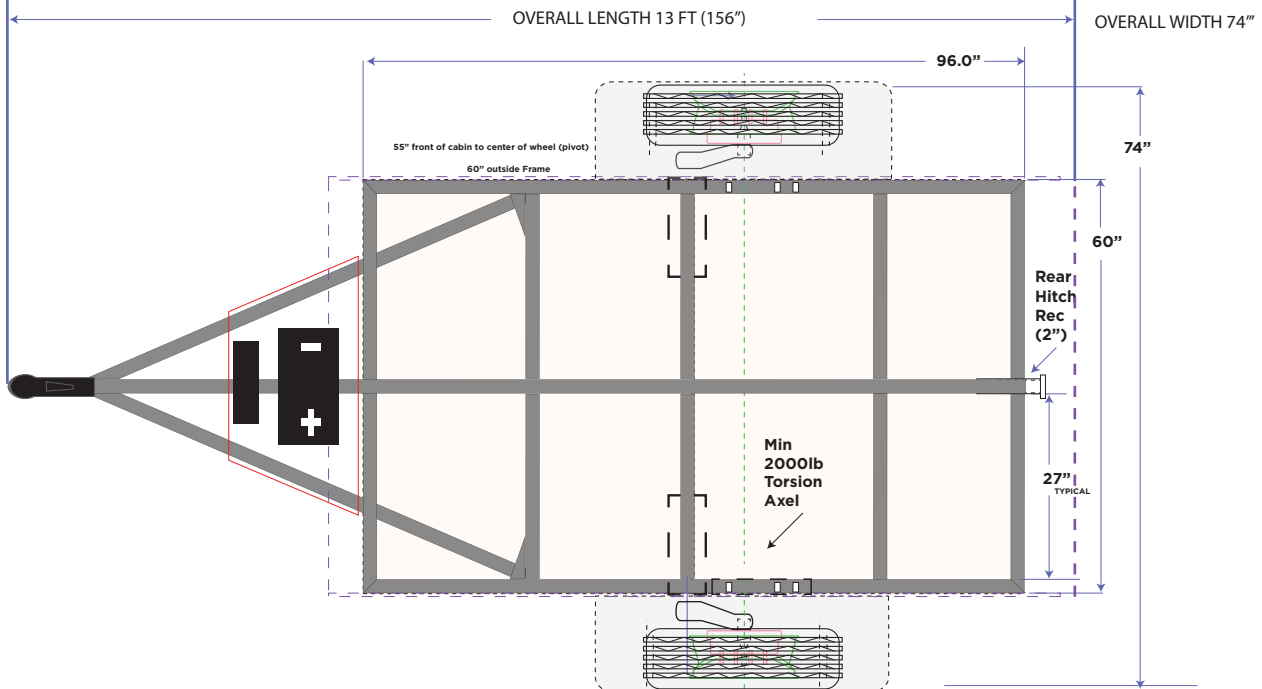 OVERALL LENGTH 13 FT (156”)
OVERALL WIDTH 74”’
96.0”
55” front of cabin to center of wheel (pivot)
60” outside Frame
74”
60”
Rear
Hitch
Rec
(2”)
Min
2000lb
Torsion
Axel
27”
TYPICAL